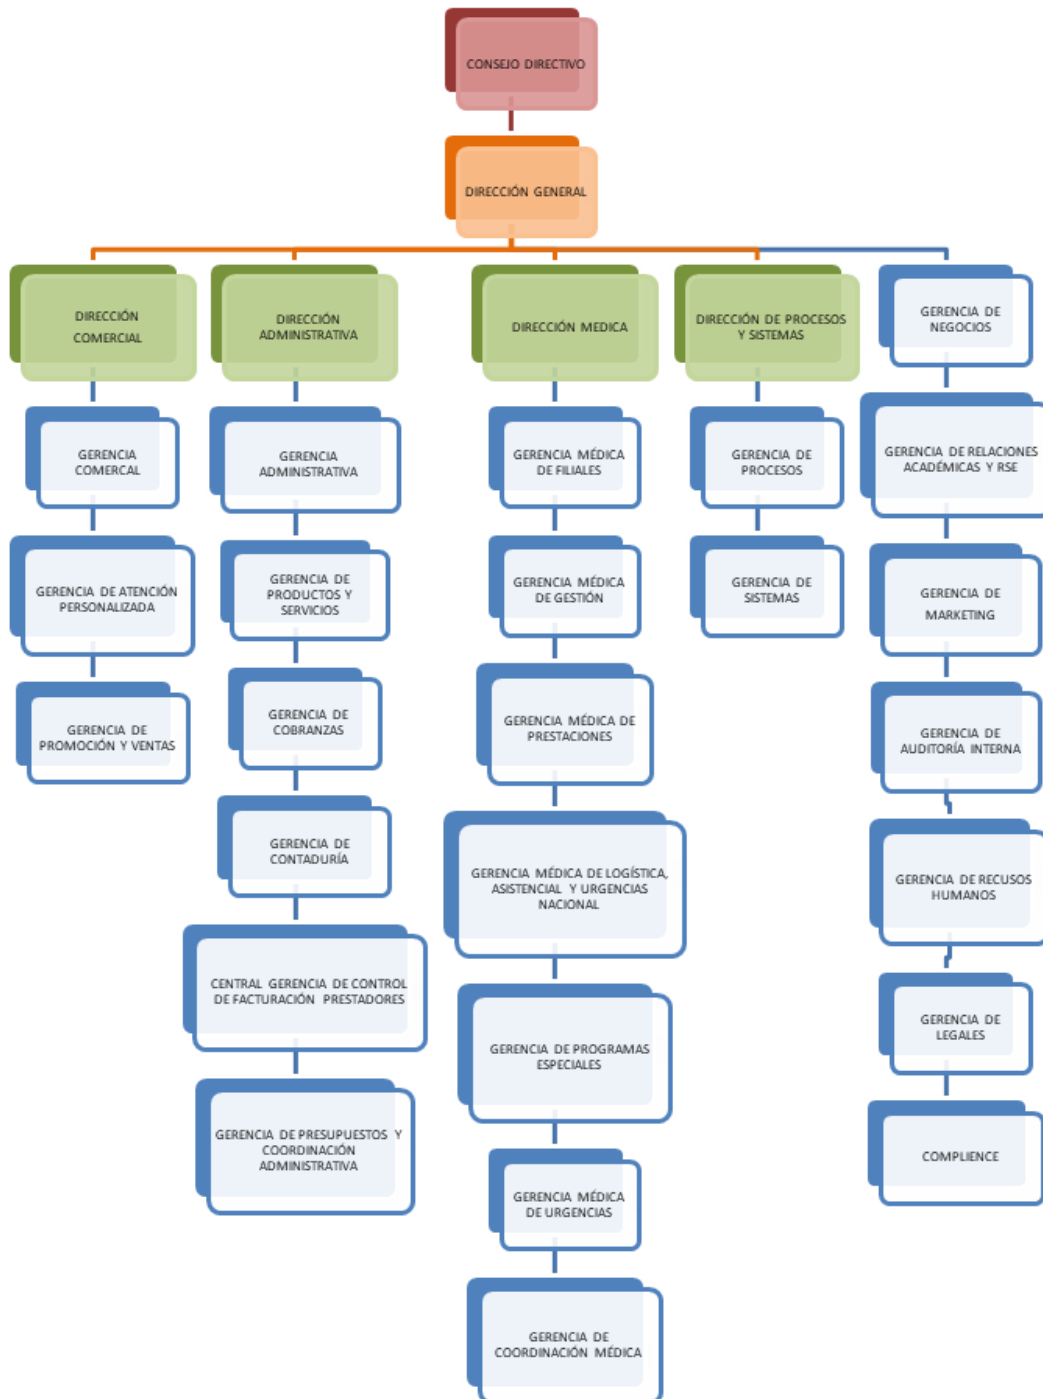 CONSEJO DIRECTIVO
DIRECCIÓN GENERAL
DIRECCIÓN
COMERCIAL
GERENCIA
COMERCAL
GERENCIA DE ATENCIÓN
PERSONALIZADA
GERENCIA DE
PROMOCIÓN Y VENTAS
DIRECCIÓN
ADMINISTRATIVA
GERENCIA
ADMINISTRATIVA
GERENCIA DE
PRODUCTOS Y
SERVICIOS
GERENCIA DE
COBRANZAS
GERENCIA DE
CONTADURÍA
CENTRAL GERENCIA DE CONTROL
DE FACTURACIÓN PRESTADORES
GERENCIA DE PRESUPUESTOS Y
COORDINACIÓN
ADMINISTRATIVA
DIRECCIÓN MEDICA
GERENCIA MÉDICA
DE FILIALES
GERENCIA MÉDICA
DE GESTIÓN
GERENCIA MÉDICA DE
PRESTACIONES
GERENCIA MÉDICA DE LOGÍSTICA,
ASISTENCIAL Y URGENCIAS
NACIONAL
GERENCIA DE PROGRAMAS
ESPECIALES
GERENCIA MÉDICA
DE URGENCIAS
GERENCIA DE
COORDINACIÓN MÉDICA
DIRECCIÓN DE PROCESOS
Y SISTEMAS
GERENCIA DE
PROCESOS
GERENCIA DE
SISTEMAS
GERENCIA DE
NEGOCIOS
GERENCIA DE RELACIONES
ACADÉMICAS Y RSE
GERENCIA DE
MARKETING
GERENCIA DE
AUDITORÍA INTERNA
GERENCIA DE RECUSOS
HUMANOS
GERENCIA DE
LEGALES
COMPLIENCE